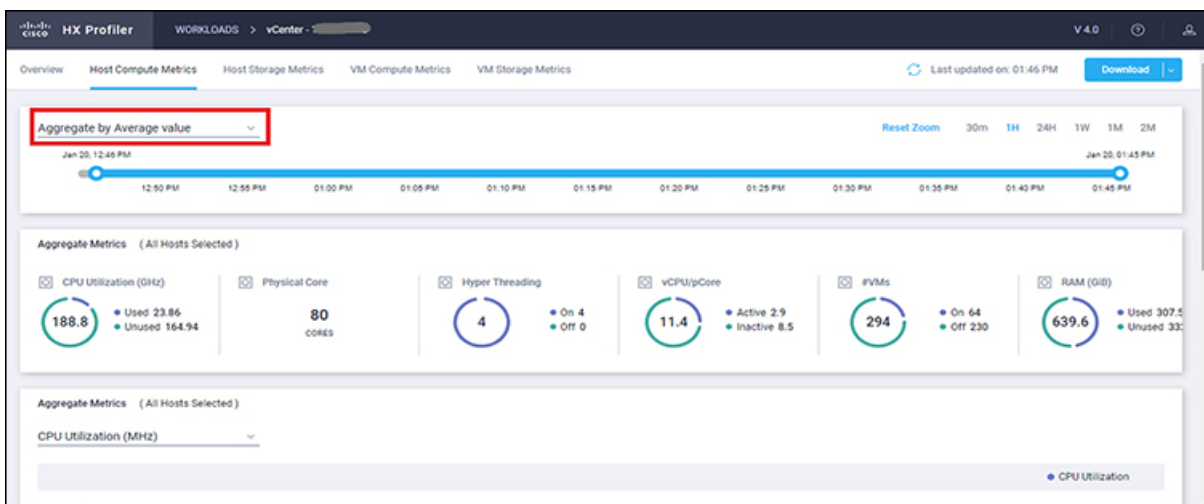 cisco HX Profiler WORKLOADS > vCenter - V 4.0
Overview Host Compute Metrics Host Storage Metrics VM Compute Metrics VM Storage Metrics Last updated on: 01:46 PM Download
Aggregate by Average value Reset Zoom 30m 1H 24H 1W 1M 2M
Jan 20, 12:46 PM Jan 20, 01:45 PM
12:50 PM 12:55 PM 01:00 PM 01:05 PM 01:10 PM 01:15 PM 01:20 PM 01:25 PM 01:30 PM 01:35 PM 01:40 PM 01:45 PM
Aggregate Metrics ( All Hosts Selected )
CPU Utilization (GHz) Physical Core Hyper Threading vCPU/pCore #VMs RAM (GiB)
188.8 Used 23.86 80 4 On 4 11.4 Active 2.9 294 On 64 639.6 Used 307.5
Unused 164.94 CORES Off 0 Inactive 8.5 Off 230 Unused
Aggregate Metrics ( All Hosts Selected )
CPU Utilization (MHz)
CPU Utilization